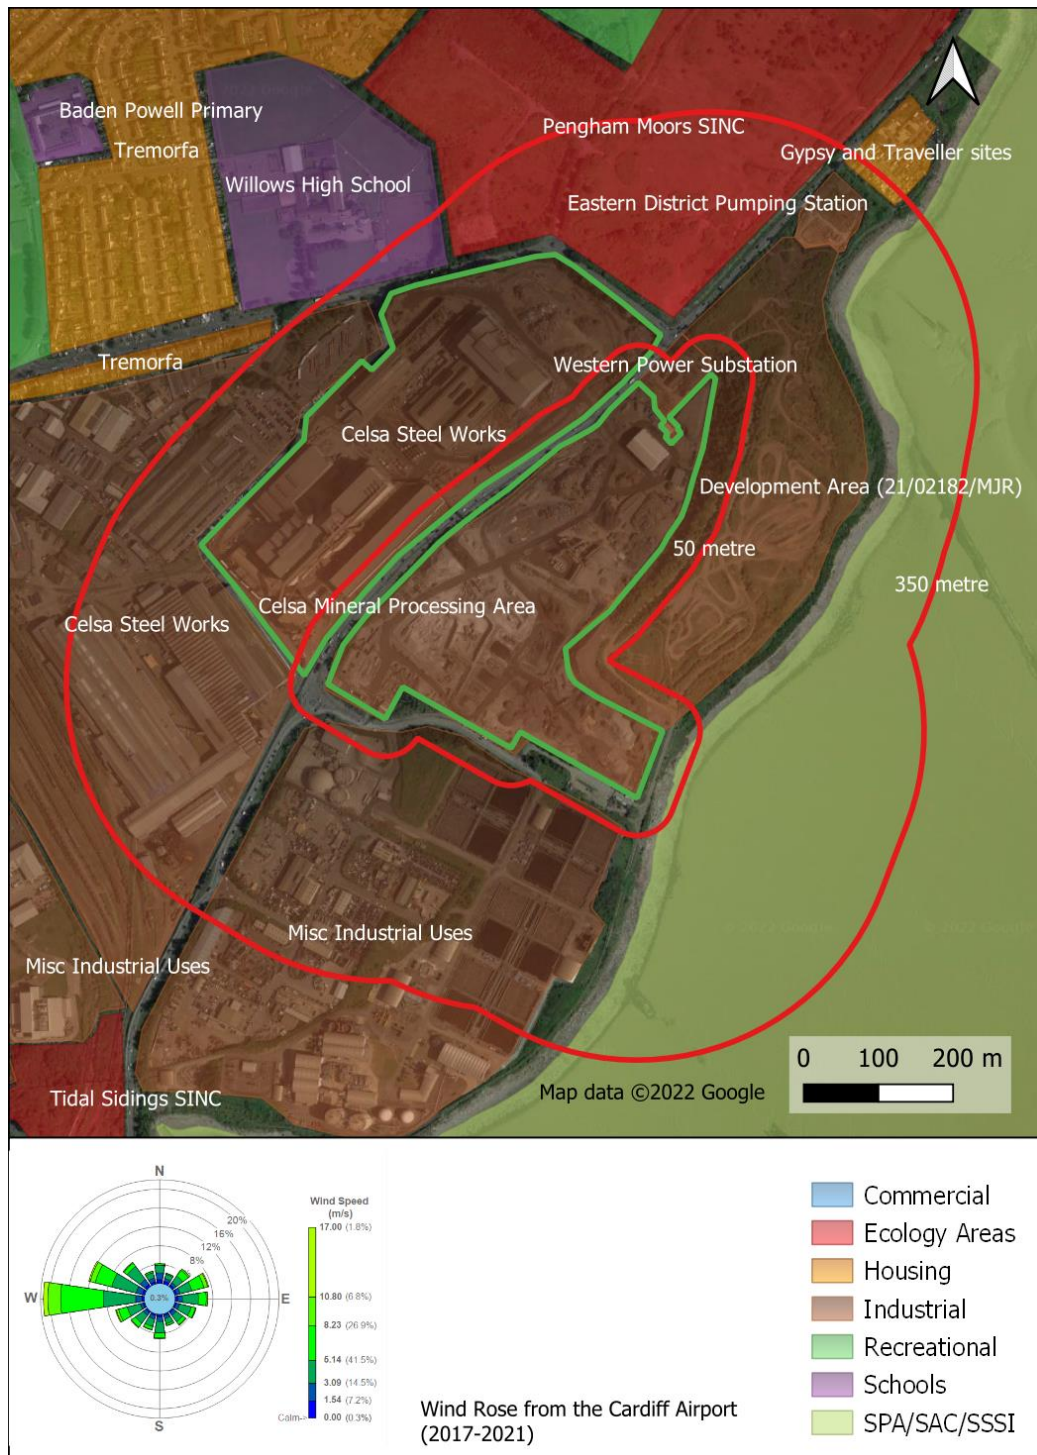 Baden Powell Primary
Pengham Moors SINC
Tremorfa
Gypsy and Traveller sites
Willows High School
Eastern District Pumping Station
Tremorfa
Western Power Substation
Celsa Steel Works
Development Area (21/02182/MJR)
50 metre
350 metre
Celsa Mineral Processing Area
Celsa Steel Works
Misc Industrial Uses
Misc Industrial Uses
0 100 200 m
Tidal Sidings SINC
Map data ©2022 Google
N
W
E
S
20%
16%
12%
8%
0.3%
Wind Speed
(m/s)
17.00 (1.8%)
10.80 (6.8%)
8.23 (26.9%)
5.14 (41.5%)
3.09 (14.5%)
1.54 (7.2%)
Calm-> 0.00 (0.3%)
Wind Rose from the Cardiff Airport
(2017-2021)
Commercial
Ecology Areas
Housing
Industrial
Recreational
Schools
SPA/SAC/SSSI